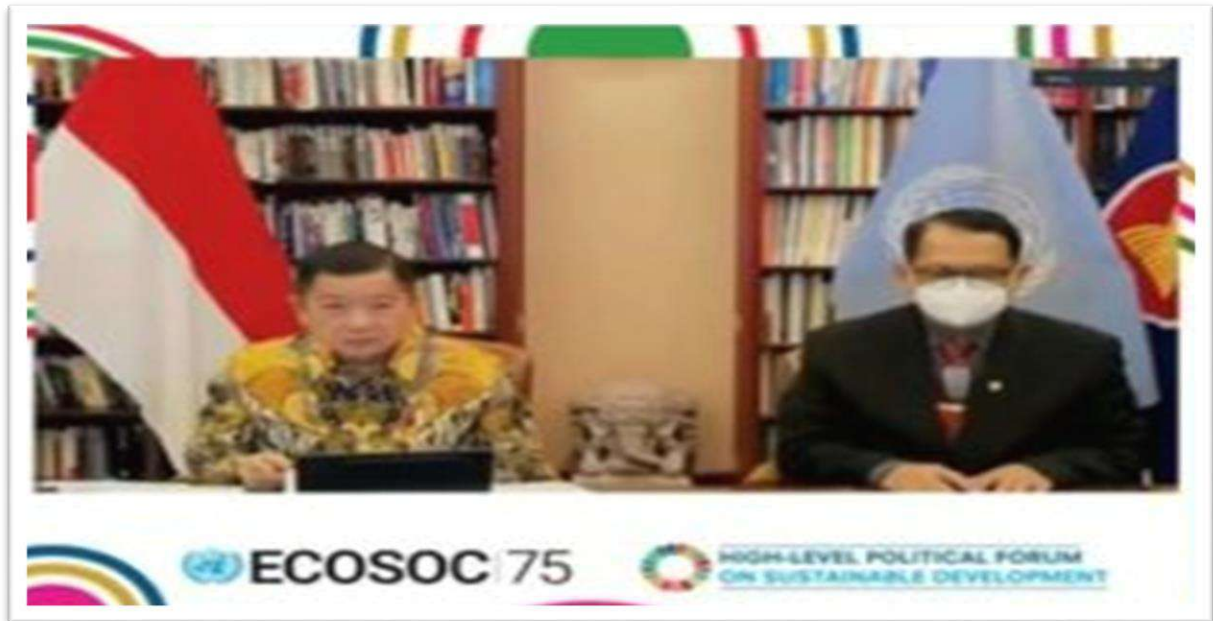 ECOSOC 75
HIGH-LEVEL POLITICAL FORUM
ON SUSTAINABLE DEVELOPMENT